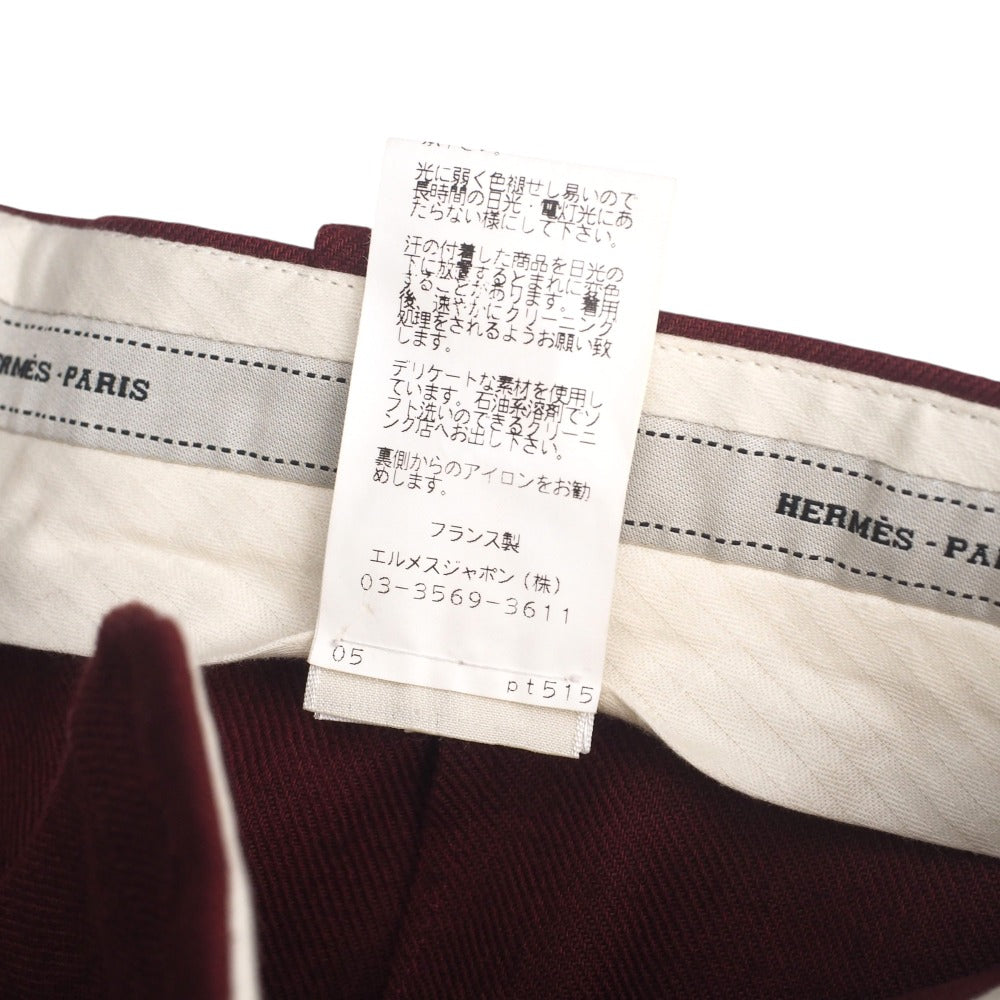 光に弱く色褪せし易いので
長時間の日光・電灯光にあ
たらない様にして下さい。
汗の付着した商品を日光の
下に放置するとまれに変色
することがあります。着用
後、速やかにクリーニング
処理をされるようお願い致
します。
デリケートな素材を使用し
ています。石油系溶剤でソ
フト洗いのできるクリーニ
ング店へお出し下さい。
裏側からのアイロンをお勧
めします。
フランス製
エルメスジャポン(株)
03-3569-3611
05
pt515
RMÈS-PARIS
HERMÈS-PA